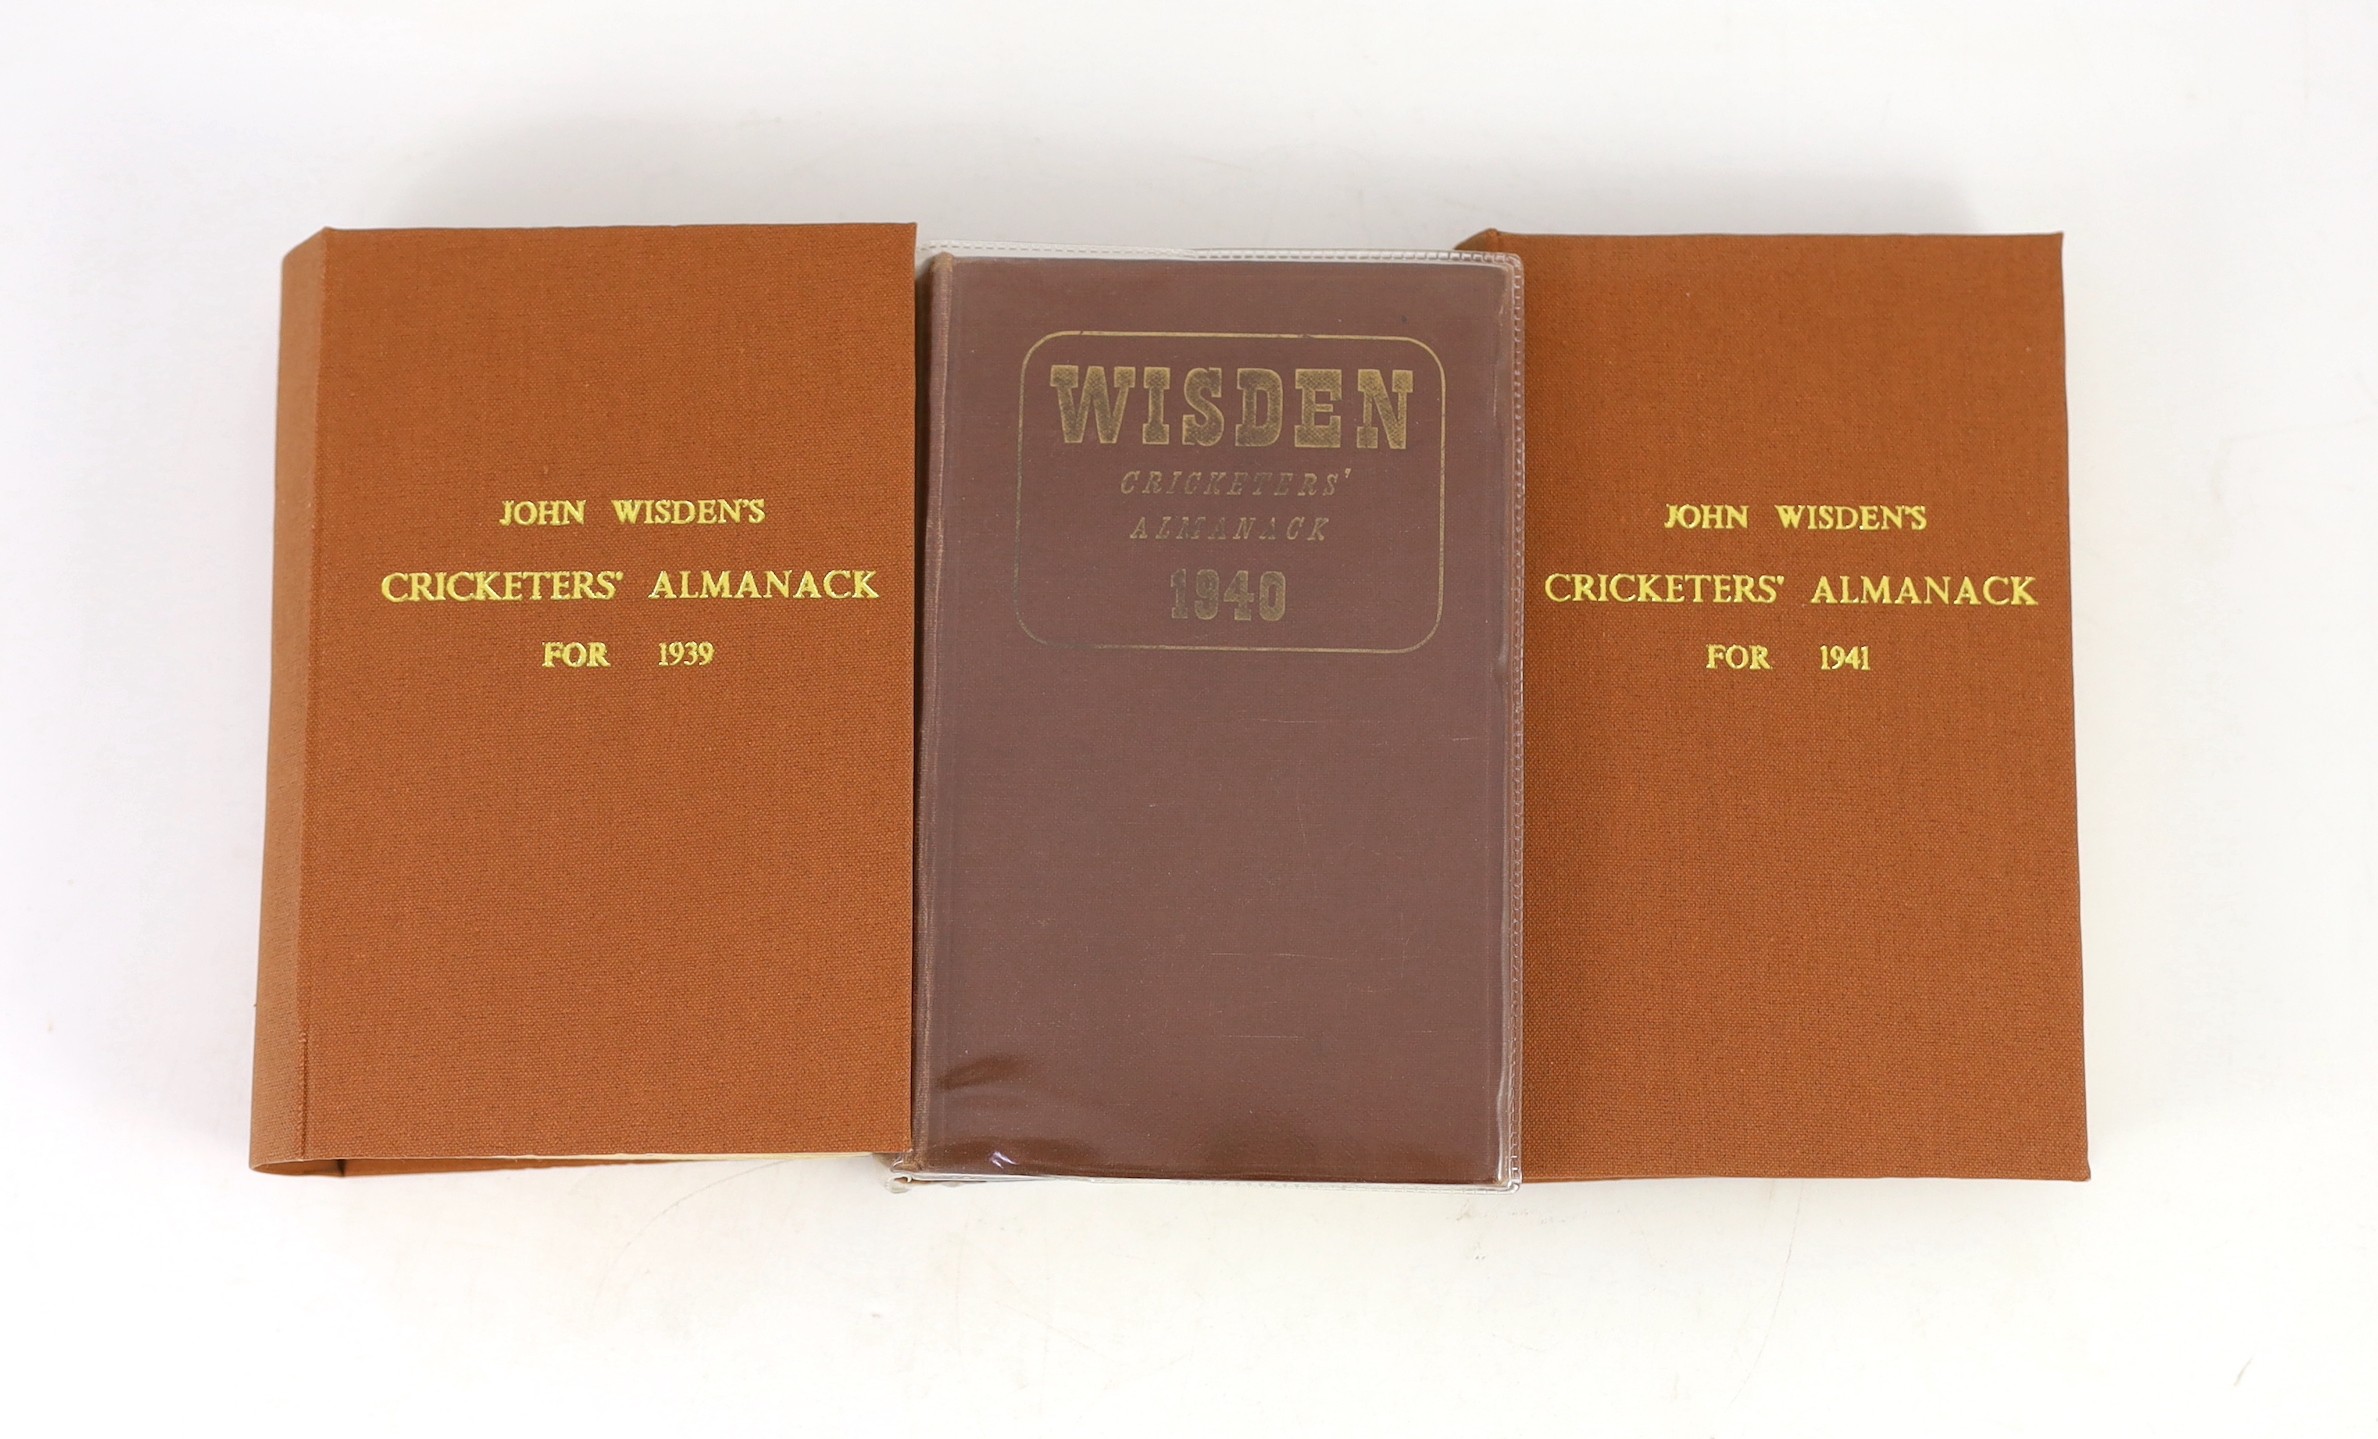 JOHN WISDEN'S
CRICKETERS' ALMANACK
FOR 1939
WISDEN
CRICKETERS'
ALMANACK
1940
JOHN WISDEN'S
CRICKETERS' ALMANACK
FOR 1941